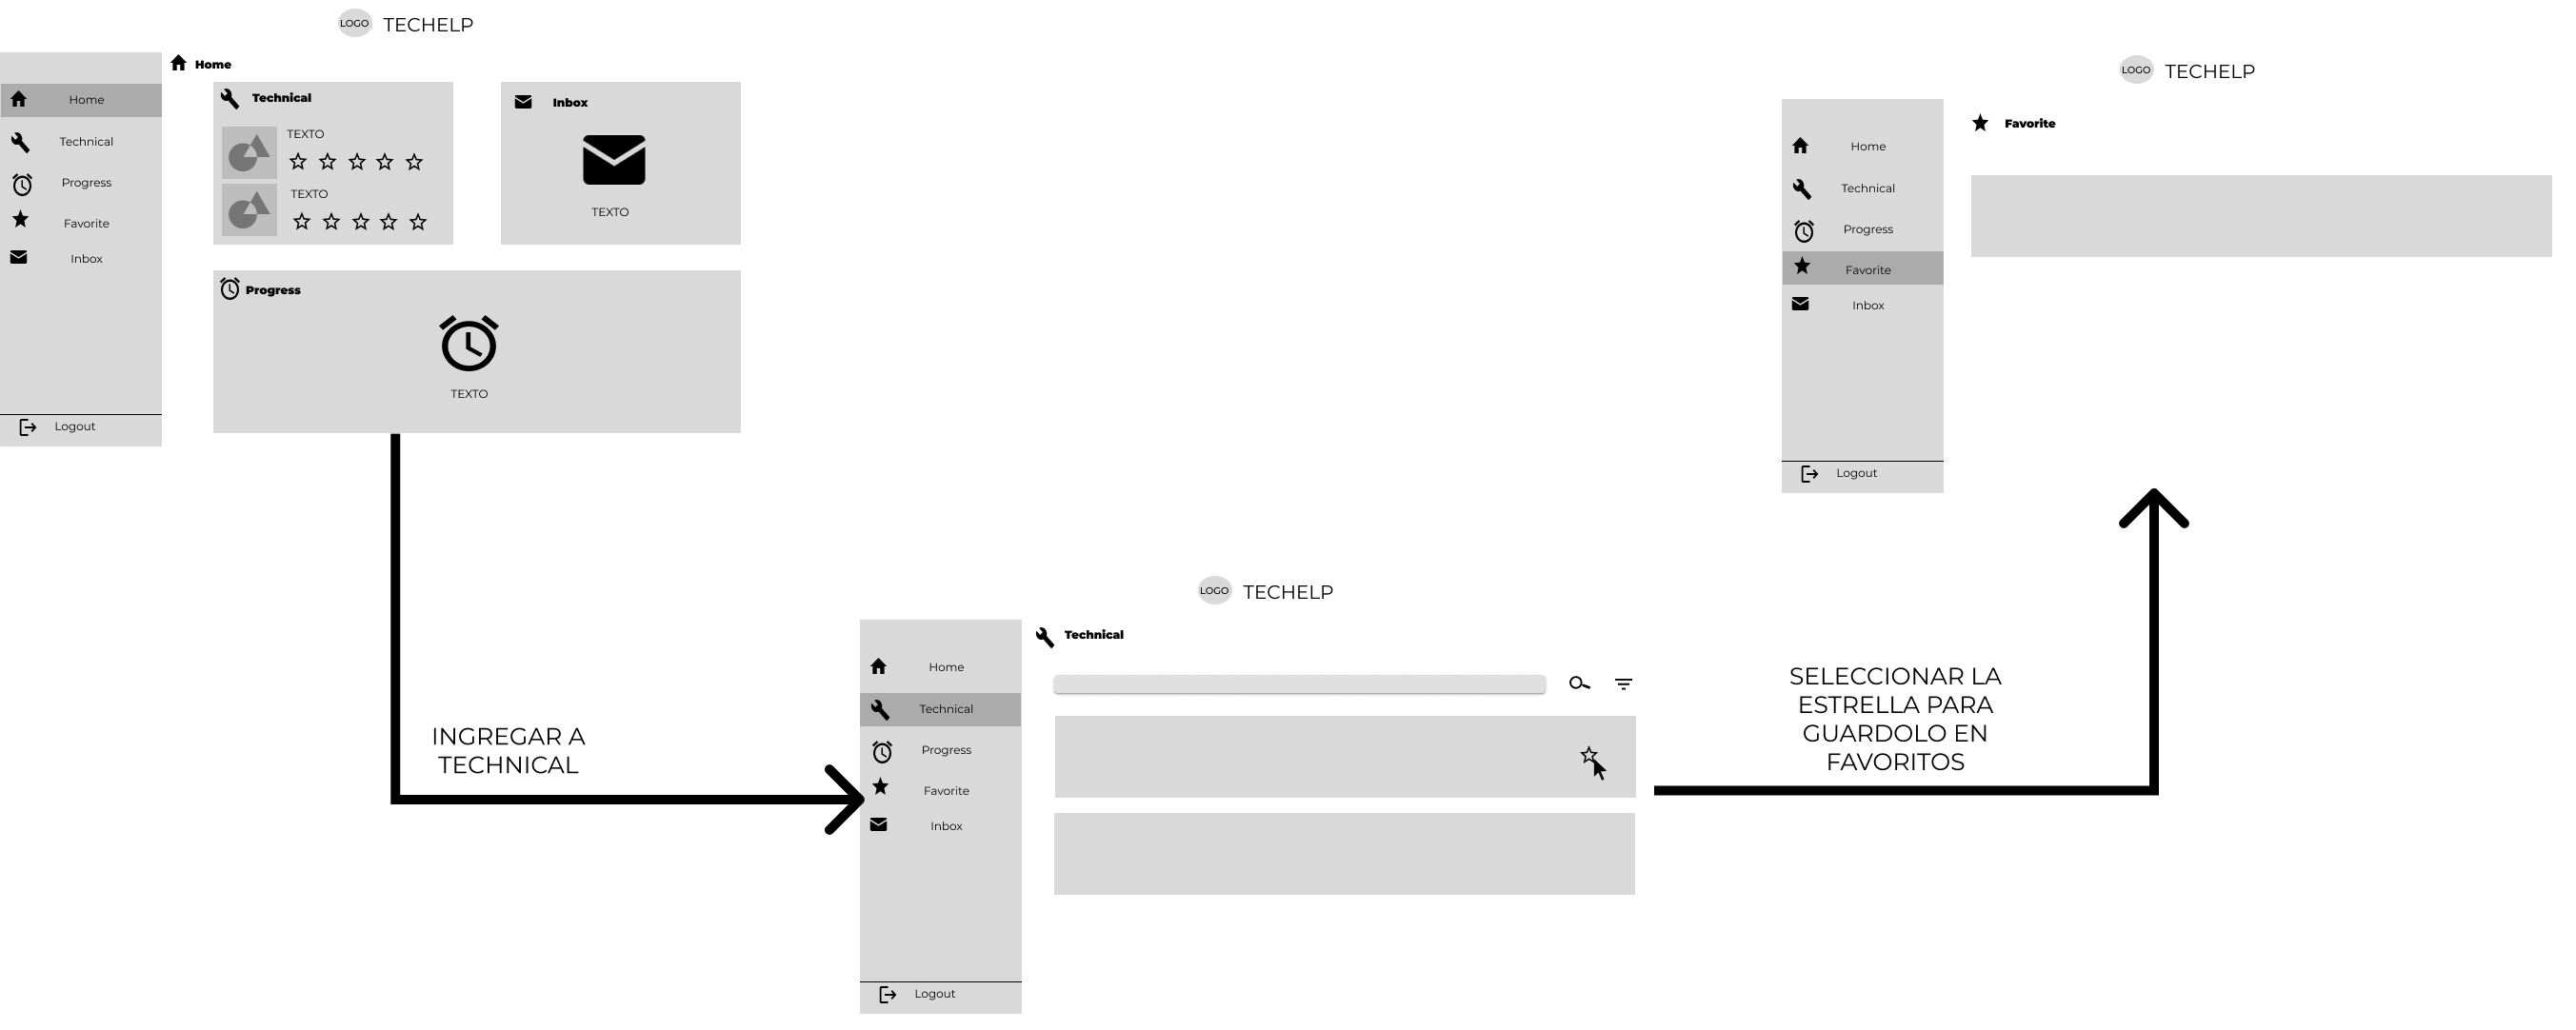 LOGO TECHELP
Home
Home
Technical
Progress
Favorite
Inbox
Logout
Technical
TEXTO
TEXTO
Inbox
TEXTO
Progress
TEXTO
INGREGAR A
TECHNICAL
LOGO TECHELP
Technical
Home
Technical
Progress
Favorite
Inbox
Logout
SELECCIONAR LA
ESTRELLA PARA
GUARDOLO EN
FAVORITOS
LOGO TECHELP
Favorite
Home
Technical
Progress
Favorite
Inbox
Logout